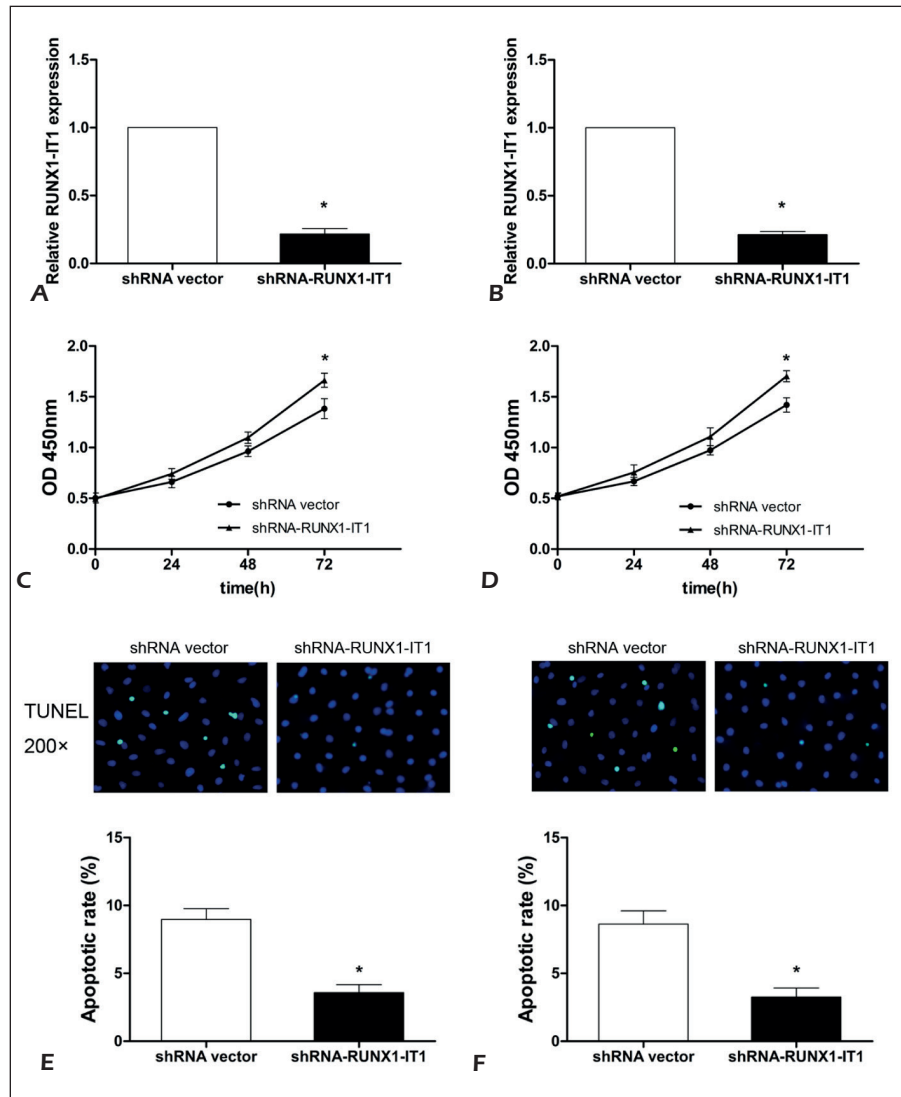 Relative RUNX1-IT1 expression
1.5
1.0
0.5
0.0
*
shRNA vector
shRNA-RUNX1-IT1
A
Relative RUNX1-IT1 expression
1.5
1.0
0.5
0.0
*
shRNA vector
shRNA-RUNX1-IT1
B
OD 450nm
2.0
1.5
1.0
0.5
0.0
*
shRNA vector
shRNA-RUNX1-IT1
0
24
48
72
time(h)
C
OD 450nm
2.0
1.5
1.0
0.5
0.0
*
shRNA vector
shRNA-RUNX1-IT1
0
24
48
72
time(h)
D
shRNA vector
shRNA-RUNX1-IT1
shRNA vector
shRNA-RUNX1-IT1
TUNEL
200×
Apoptotic rate (%)
15
10
5
0
*
shRNA vector
shRNA-RUNX1-IT1
E
Apoptotic rate (%)
15
10
5
0
*
shRNA vector
shRNA-RUNX1-IT1
F